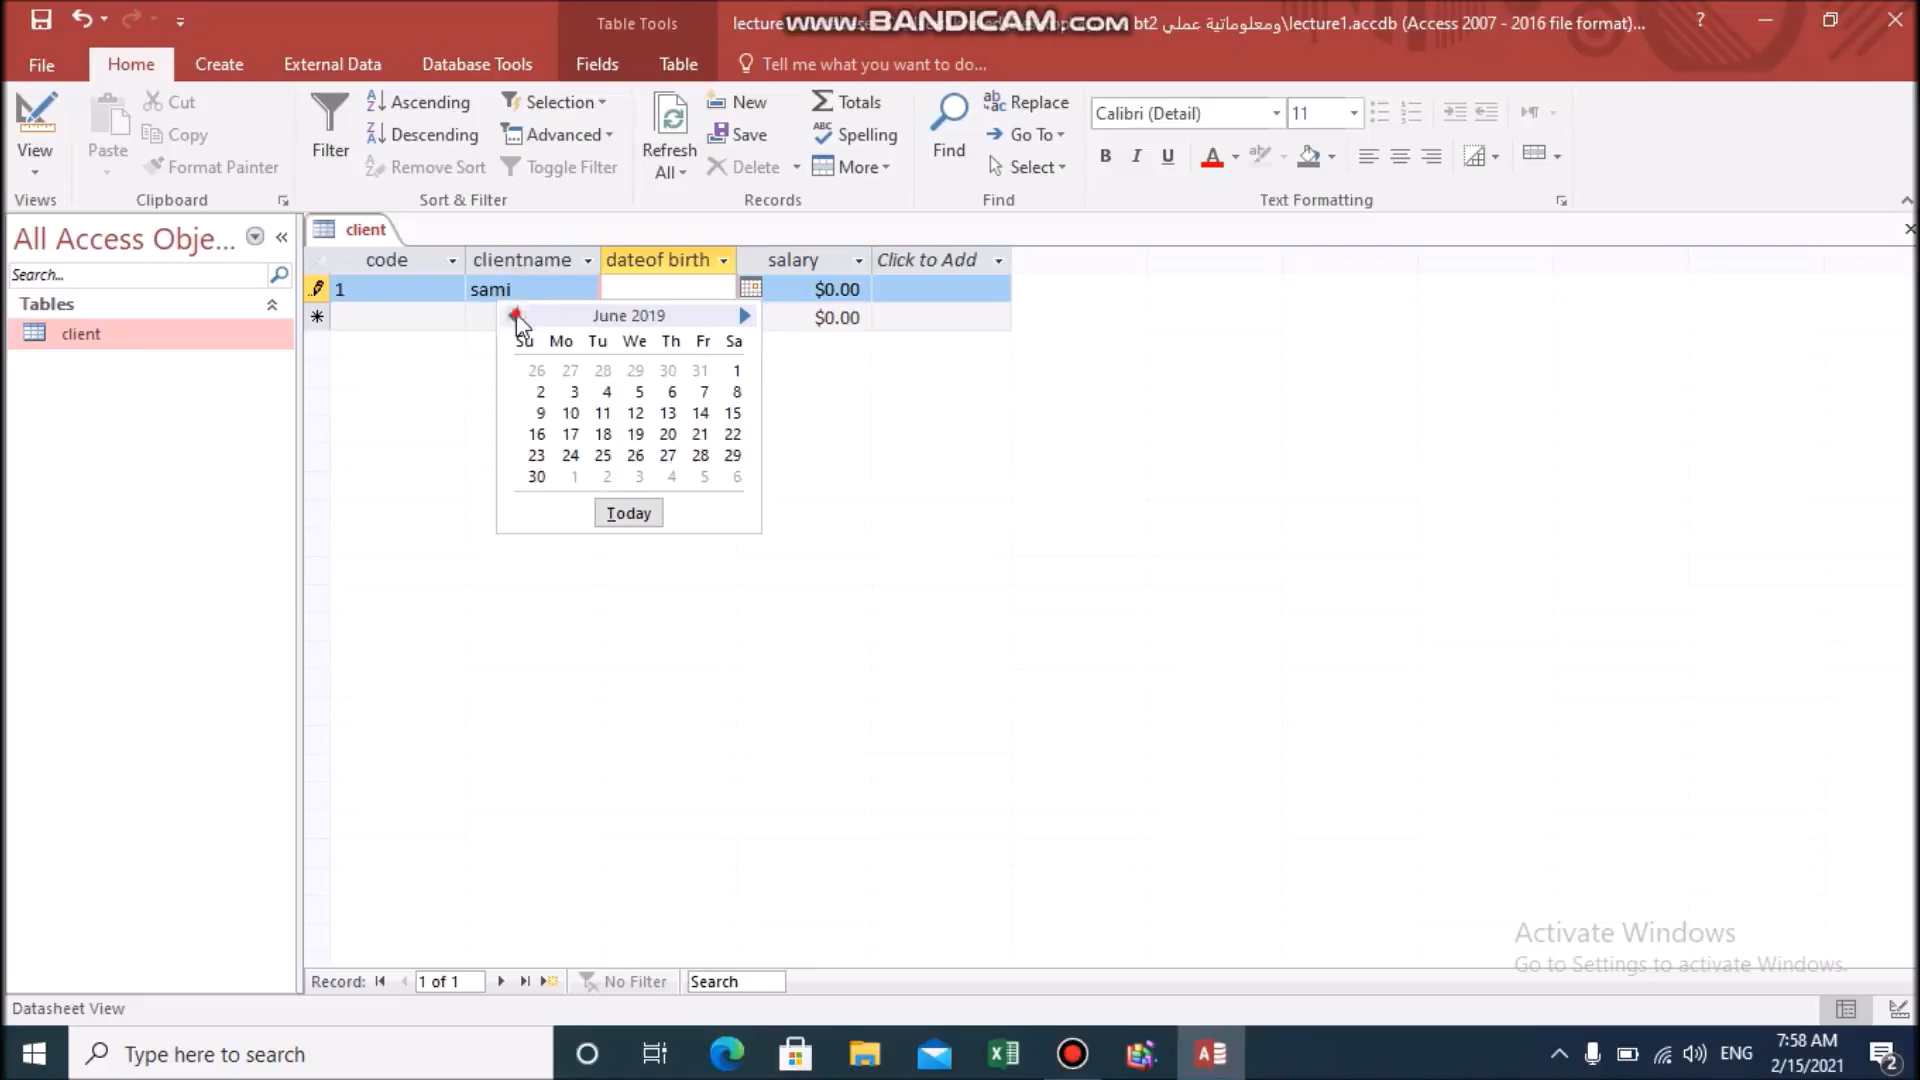 Table Tools
lecture
www.BANDICAM.com
bt2 ومعلوماتية عملي\lecture1.accdb (Access 2007 - 2016 file format)...
?
File
Home
Create
External Data
Database Tools
Fields
Table
Tell me what you want to do...
View
Paste
Cut
Copy
Format Painter
Filter
Ascending
Descending
Remove Sort
Selection
Advanced
Toggle Filter
Refresh
All
New
Save
Delete
Totals
Spelling
More
Find
Replace
Go To
Select
Calibri (Detail)
11
B I U
Views
Clipboard
Sort & Filter
Records
Find
Text Formatting
All Access Obje...
Search...
Tables
client
client
code clientname dateof birth salary Click to Add
1 sami $0.00
$0.00
June 2019
Su Mo Tu We Th Fr Sa
26 27 28 29 30 31 1
2 3 4 5 6 7 8
9 10 11 12 13 14 15
16 17 18 19 20 21 22
23 24 25 26 27 28 29
30 1 2 3 4 5 6
Today
Activate Windows
Go to Settings to activate Windows.
Record: 1 of 1 No Filter Search
Datasheet View
Type here to search
ENG
7:58 AM
2/15/2021
2